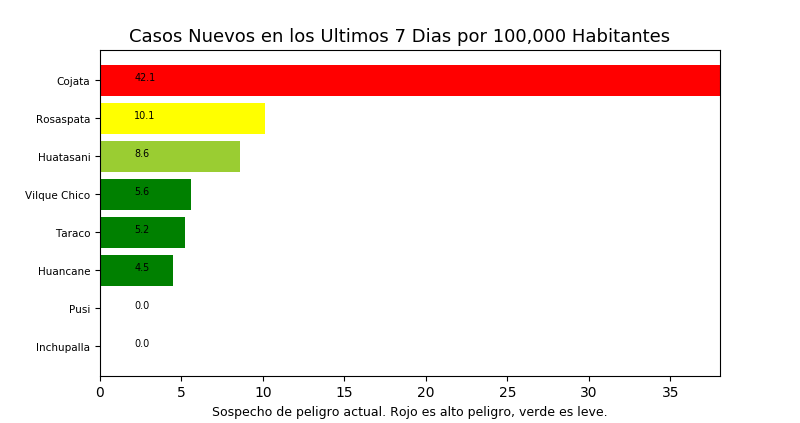 Casos Nuevos en los Ultimos 7 Dias por 100,000 Habitantes
Cojata 42.1
Rosaspata 10.1
Huatasani 8.6
Vilque Chico 5.6
Taraco 5.2
Huancane 4.5
Pusi 0.0
Inchupalla 0.0
0 5 10 15 20 25 30 35
Sospecho de peligro actual. Rojo es alto peligro, verde es leve.